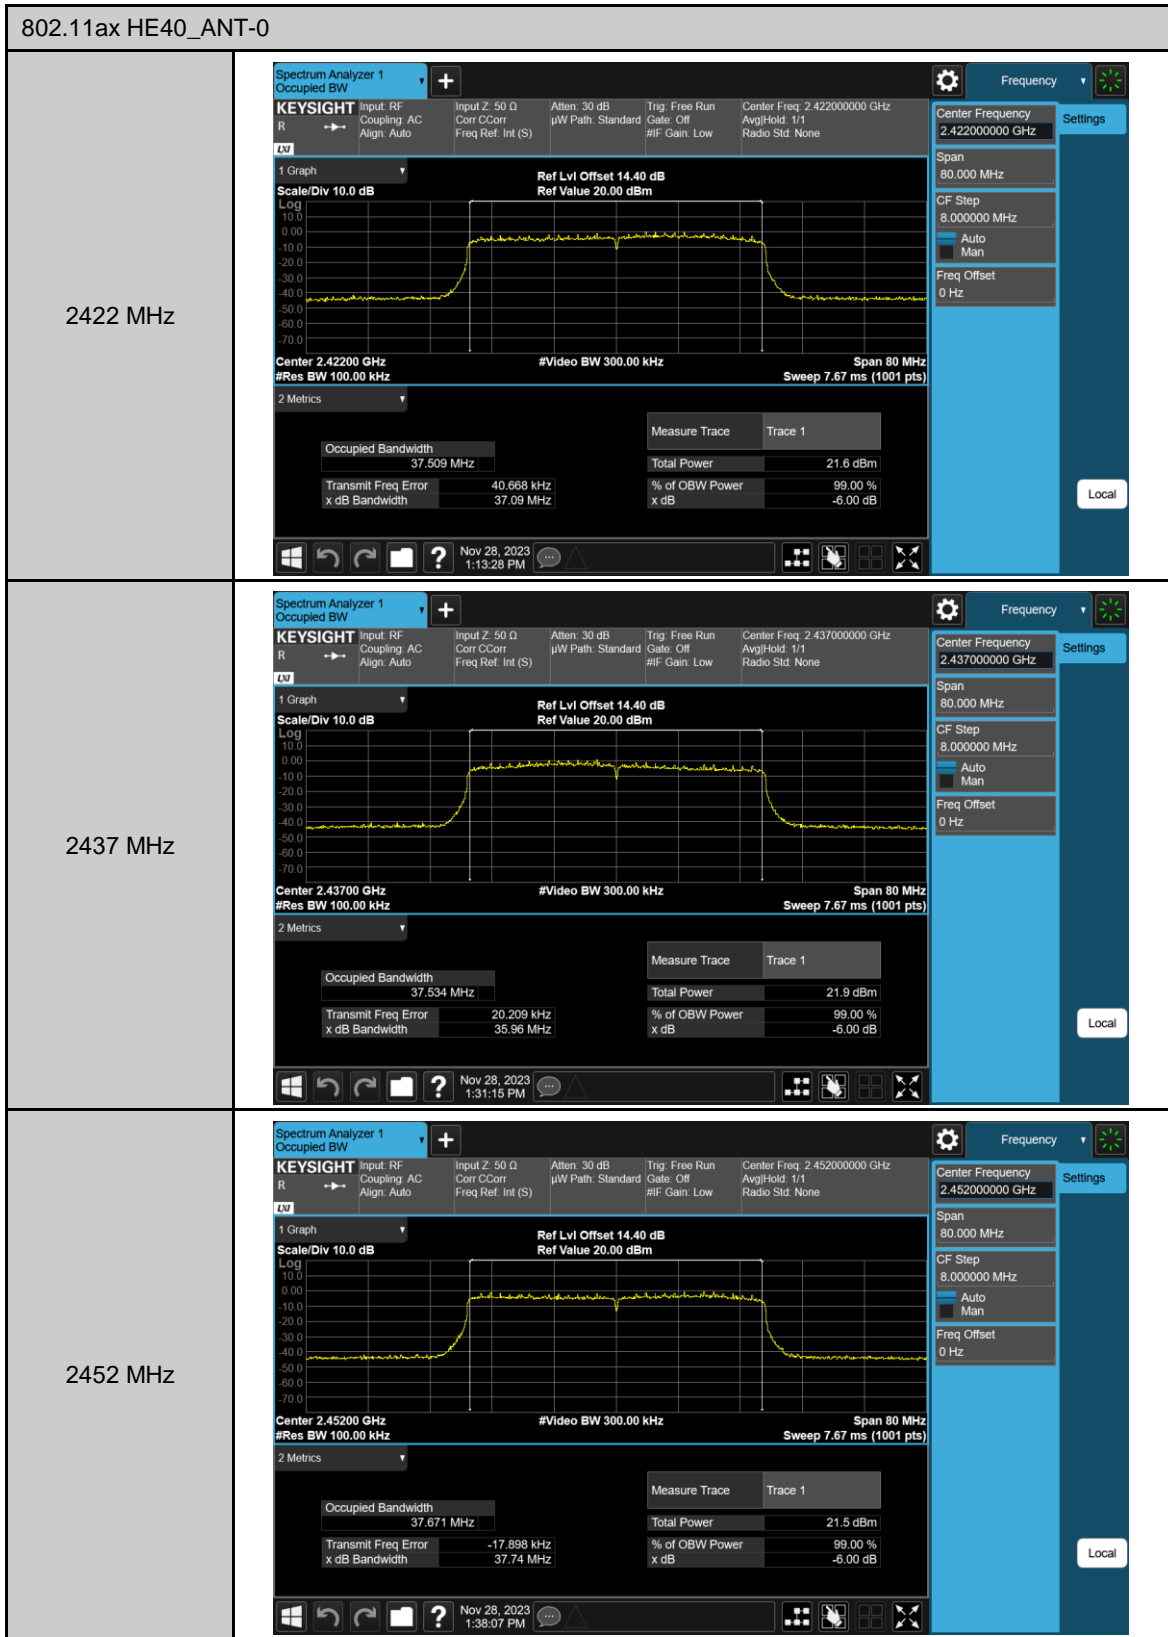 802.11ax HE40_ANT-0
2422 MHz
Spectrum Analyzer 1
Occupied BW
Frequency
KEYSIGHT
R
LXI
Input: RF
Coupling: AC
Align: Auto
Input Z: 50 Ω
Corr CCorr
Freq Ref: Int (S)
Atten: 30 dB
µW Path: Standard
Trig: Free Run
Gate: Off
#IF Gain: Low
Center Freq: 2.422000000 GHz
Avg|Hold: 1/1
Radio Std: None
Center Frequency
2.422000000 GHz
Settings
Span
80.000 MHz
CF Step
8.000000 MHz
Auto
Man
Freq Offset
0 Hz
Local
1 Graph
Scale/Div 10.0 dB
Ref Lvl Offset 14.40 dB
Ref Value 20.00 dBm
Log
10.0
0.00
-10.0
-20.0
-30.0
-40.0
-50.0
-60.0
-70.0
Center 2.42200 GHz
#Video BW 300.00 kHz
Span 80 MHz
#Res BW 100.00 kHz
Sweep 7.67 ms (1001 pts)
2 Metrics
Measure Trace Trace 1
Occupied Bandwidth
37.509 MHz
Total Power 21.6 dBm
Transmit Freq Error 40.668 kHz
% of OBW Power 99.00 %
x dB Bandwidth 37.09 MHz
x dB -6.00 dB
?
Nov 28, 2023
1:13:28 PM
2437 MHz
Spectrum Analyzer 1
Occupied BW
Frequency
KEYSIGHT
R
LXI
Input: RF
Coupling: AC
Align: Auto
Input Z: 50 Ω
Corr CCorr
Freq Ref: Int (S)
Atten: 30 dB
µW Path: Standard
Trig: Free Run
Gate: Off
#IF Gain: Low
Center Freq: 2.437000000 GHz
Avg|Hold: 1/1
Radio Std: None
Center Frequency
2.437000000 GHz
Settings
Span
80.000 MHz
CF Step
8.000000 MHz
Auto
Man
Freq Offset
0 Hz
Local
1 Graph
Scale/Div 10.0 dB
Ref Lvl Offset 14.40 dB
Ref Value 20.00 dBm
Log
10.0
0.00
-10.0
-20.0
-30.0
-40.0
-50.0
-60.0
-70.0
Center 2.43700 GHz
#Video BW 300.00 kHz
Span 80 MHz
#Res BW 100.00 kHz
Sweep 7.67 ms (1001 pts)
2 Metrics
Measure Trace Trace 1
Occupied Bandwidth
37.534 MHz
Total Power 21.9 dBm
Transmit Freq Error 20.209 kHz
% of OBW Power 99.00 %
x dB Bandwidth 35.96 MHz
x dB -6.00 dB
?
Nov 28, 2023
1:31:15 PM
2452 MHz
Spectrum Analyzer 1
Occupied BW
Frequency
KEYSIGHT
R
LXI
Input: RF
Coupling: AC
Align: Auto
Input Z: 50 Ω
Corr CCorr
Freq Ref: Int (S)
Atten: 30 dB
µW Path: Standard
Trig: Free Run
Gate: Off
#IF Gain: Low
Center Freq: 2.452000000 GHz
Avg|Hold: 1/1
Radio Std: None
Center Frequency
2.452000000 GHz
Settings
Span
80.000 MHz
CF Step
8.000000 MHz
Auto
Man
Freq Offset
0 Hz
Local
1 Graph
Scale/Div 10.0 dB
Ref Lvl Offset 14.40 dB
Ref Value 20.00 dBm
Log
10.0
0.00
-10.0
-20.0
-30.0
-40.0
-50.0
-60.0
-70.0
Center 2.45200 GHz
#Video BW 300.00 kHz
Span 80 MHz
#Res BW 100.00 kHz
Sweep 7.67 ms (1001 pts)
2 Metrics
Measure Trace Trace 1
Occupied Bandwidth
37.671 MHz
Total Power 21.5 dBm
Transmit Freq Error -17.898 kHz
% of OBW Power 99.00 %
x dB Bandwidth 37.74 MHz
x dB -6.00 dB
?
Nov 28, 2023
1:38:07 PM